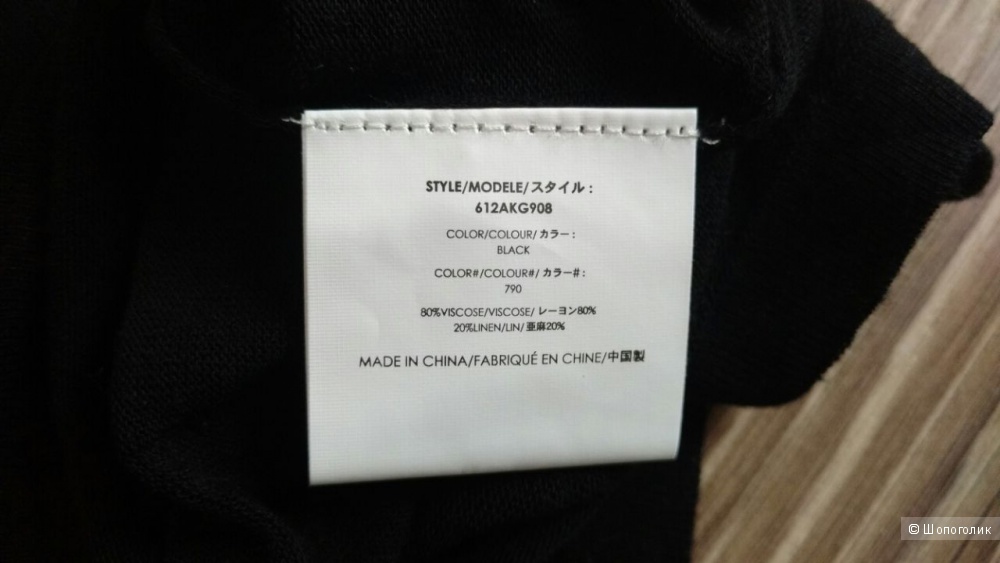 STYLE/MODELE/スタイル :
612AKG908
COLOR/COLOUR/ カラー :
BLACK
COLOR#/COLOUR#/ カラー# :
790
80%VISCOSE/VISCOSE/ レーヨン80%
20%LINEN/LIN/ 亜麻20%
MADE IN CHINA/FABRIQUÉ EN CHINE/中国製
© Шопоголик